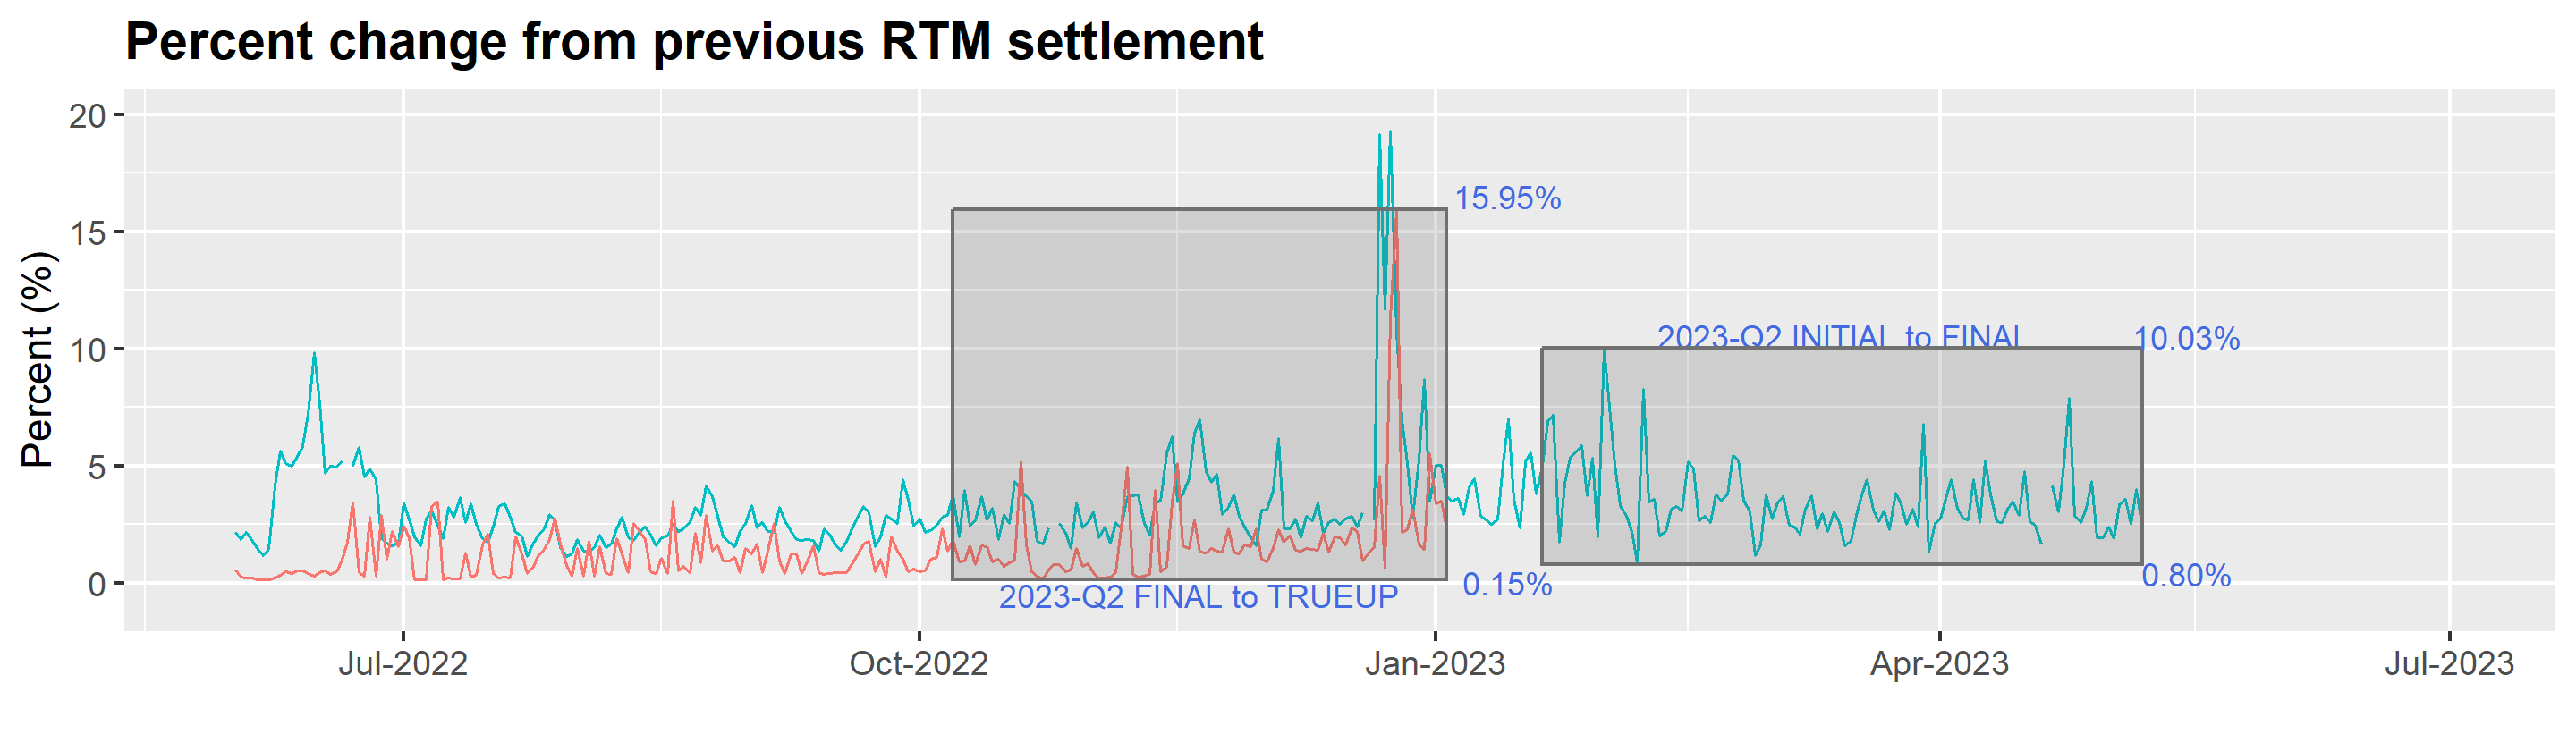 Percent change from previous RTM settlement
Percent (%)
20
15
10
5
0
15.95%
2023-Q2 INITIAL to FINAL
10.03%
0.15%
0.80%
2023-Q2 FINAL to TRUEUP
Jul-2022
Oct-2022
Jan-2023
Apr-2023
Jul-2023